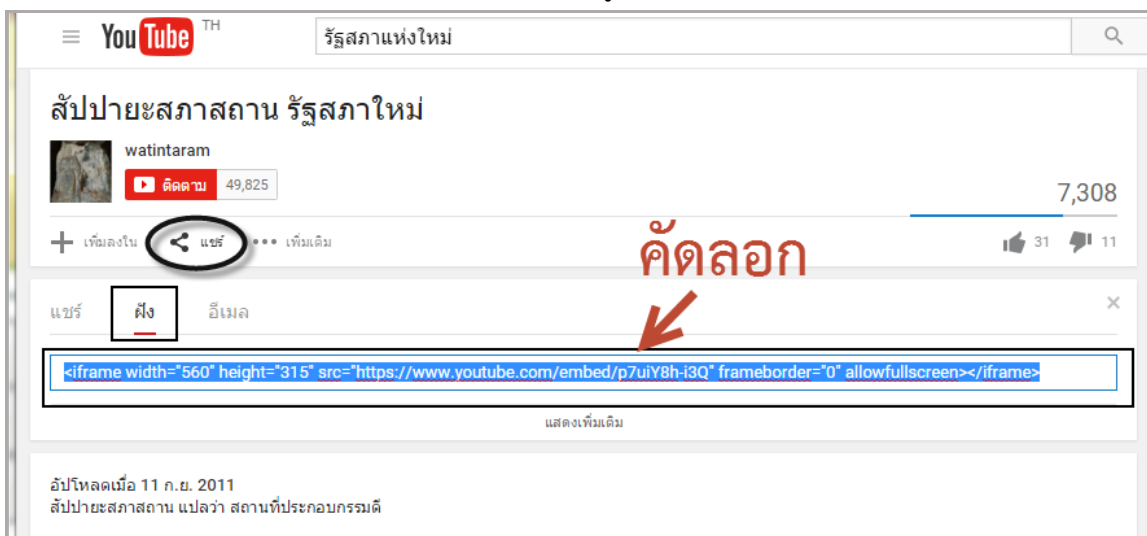 You Tube TH
รัฐสภาแห่งใหม่
สัปปายะสภาสถาน รัฐสภาใหม่
watintaram
ติดตาม 49,825
7,308
เพิ่มลงใน แชร์ เพิ่มเติม
31 11
คัดลอก
แชร์ ฝัง อีเมล
<iframe width="560" height="315" src="https://www.youtube.com/embed/p7uiY8h-i3Q" frameborder="0" allowfullscreen></iframe>
แสดงเพิ่มเติม
อัปโหลดเมื่อ 11 ก.ย. 2011
สัปปายะสภาสถาน แปลว่า สถานที่ประกอบกรรมดี